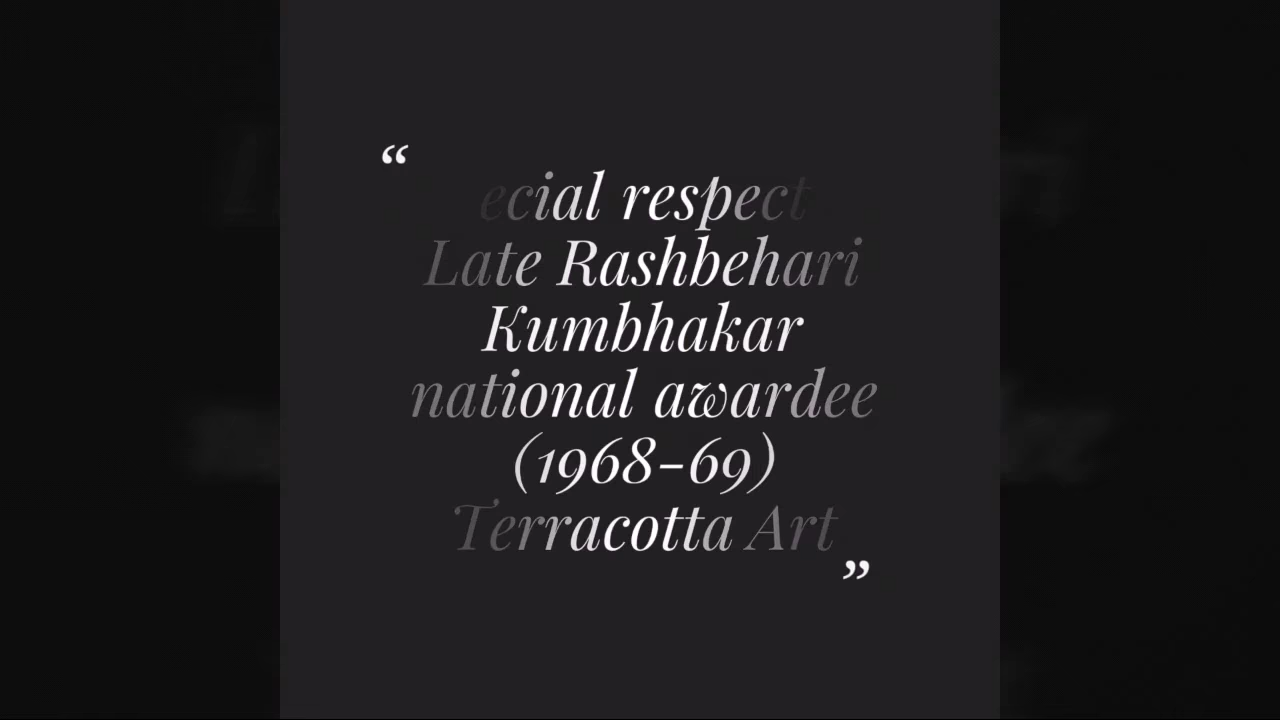 “
ecial respect
Late Rashbehari
Kumbhakar
national awardee
(1968-69)
Terracotta Art
”